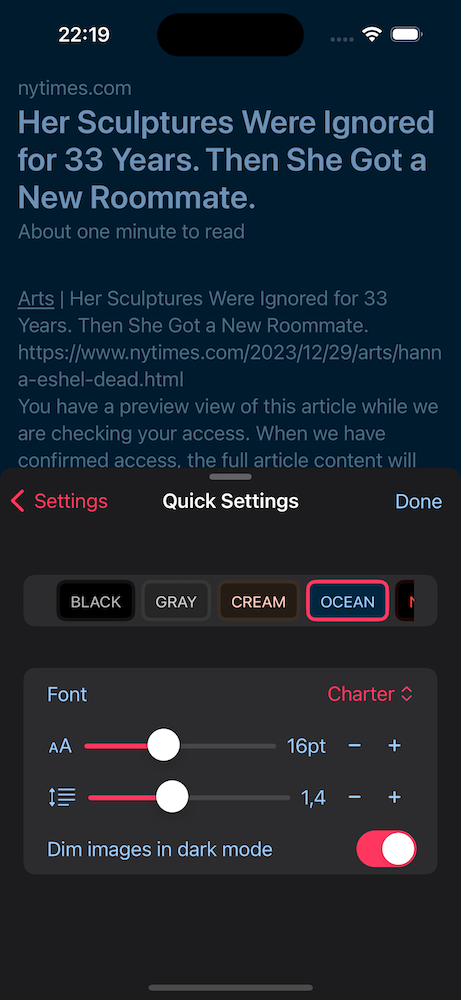 22:19
nytimes.com
Her Sculptures Were Ignored
for 33 Years. Then She Got a
New Roommate.
About one minute to read
Arts | Her Sculptures Were Ignored for 33
Years. Then She Got a New Roommate.
https://www.nytimes.com/2023/12/29/arts/hann
a-eshel-dead.html
You have a preview view of this article while we
are checking your access. When we have
confirmed access, the full article content will
Settings Quick Settings Done
BLACK GRAY CREAM OCEAN
Font Charter
AA 16pt − +
1,4 − +
Dim images in dark mode